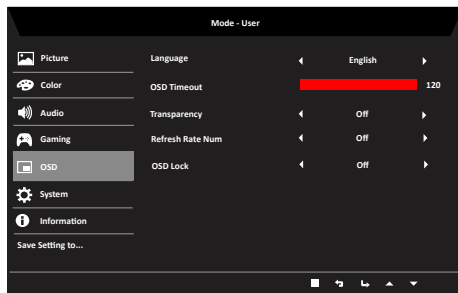 Mode - User
Picture
Language English
Color
OSD Timeout 120
Audio
Transparency Off
Gaming
Refresh Rate Num Off
OSD
OSD Lock Off
System
Information
Save Setting to...